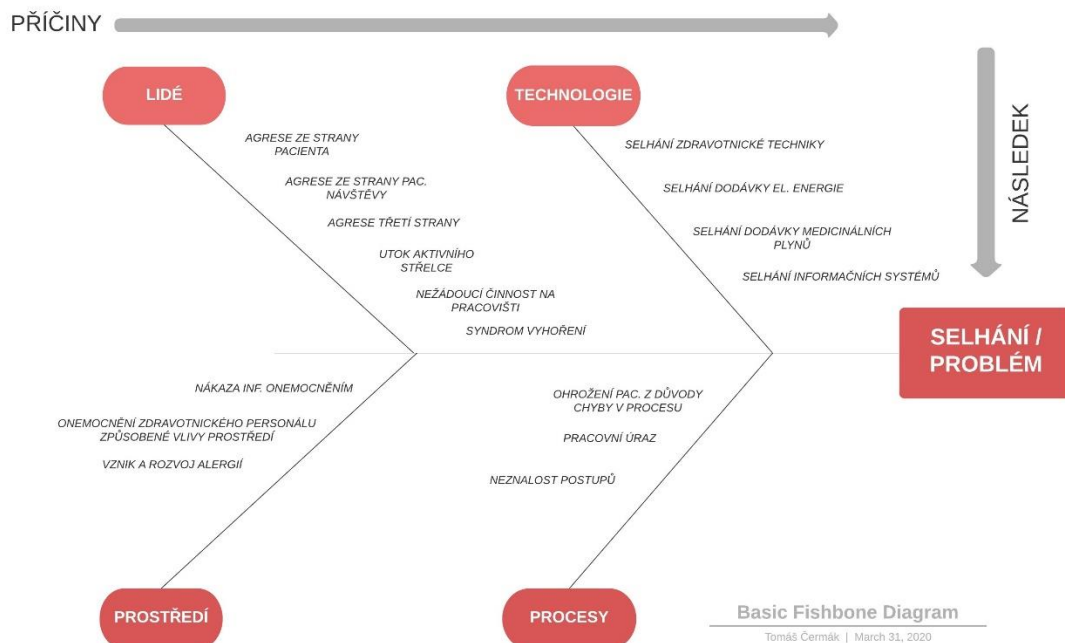 PŘÍČINY
NÁSLEDEK
LIDÉ
AGRESE ZE STRANY
PACIENTA
AGRESE ZE STRANY PAC.
NÁVŠTĚVY
AGRESE TŘETÍ STRANY
UTOK AKTIVNÍHO
STŘELCE
NEŽÁDOUCÍ ČINNOST NA
PRACOVIŠTI
SYNDROM VYHOŘENÍ
TECHNOLOGIE
SELHÁNÍ ZDRAVOTNICKÉ TECHNIKY
SELHÁNÍ DODÁVKY EL. ENERGIE
SELHÁNÍ DODÁVKY MEDICINÁLNÍCH
PLYNŮ
SELHÁNÍ INFORMAČNÍCH SYSTÉMŮ
SELHÁNÍ /
PROBLÉM
NÁKAZA INF. ONEMOCNĚNÍM
ONEMOCNĚNÍ ZDRAVOTNICKÉHO PERSONÁLU
ZPŮSOBENÉ VLIVY PROSTŘEDÍ
VZNIK A ROZVOJ ALERGIÍ
PROSTŘEDÍ
OHROŽENÍ PAC. Z DŮVODY
CHYBY V PROCESU
PRACOVNÍ ÚRAZ
NEZNALOST POSTUPŮ
PROCESY
Basic Fishbone Diagram
Tomáš Čermák | March 31, 2020